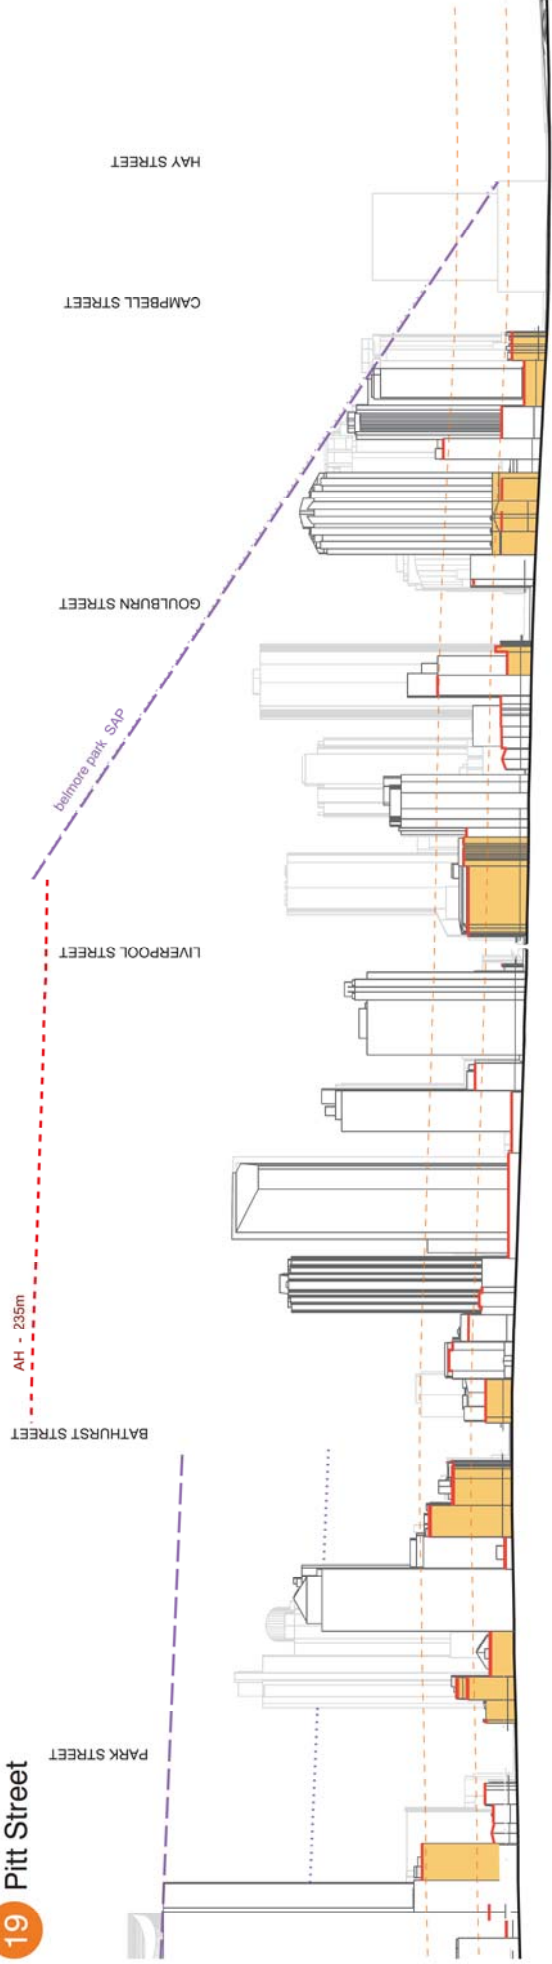 19 Pitt Street
PARK STREET
BATHURST STREET
AH - 235m
LIVERPOOL STREET
belmore park SAP
GOULBURN STREET
CAMPBELL STREET
HAY STREET